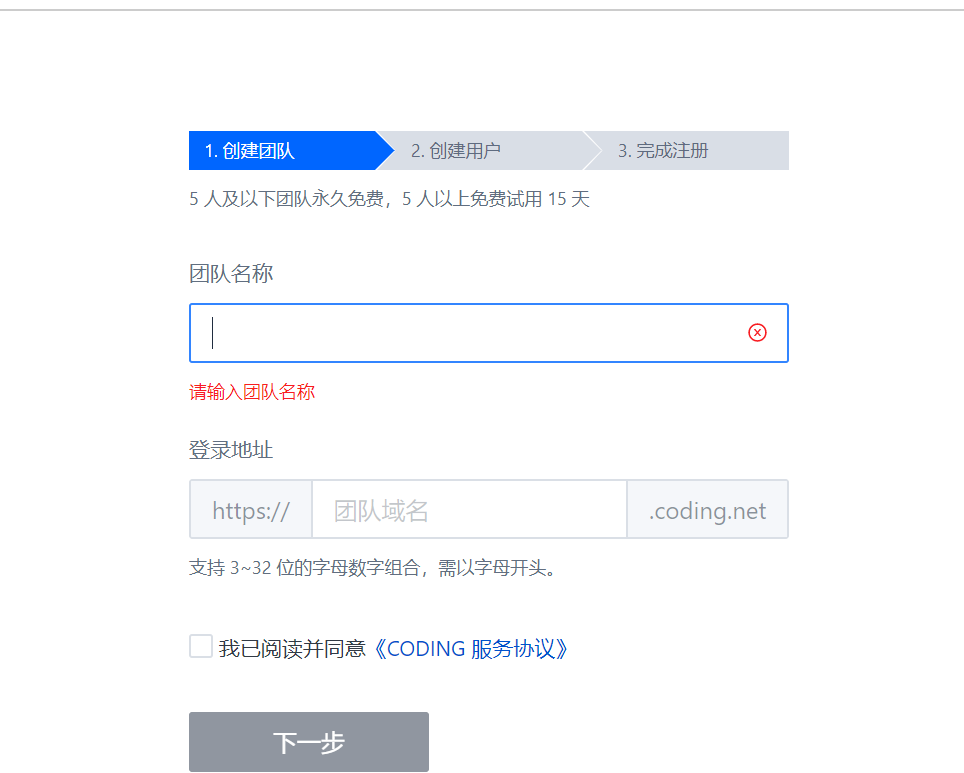 1. 创建团队 2. 创建用户 3. 完成注册
5 人及以下团队永久免费，5 人以上免费试用 15 天
团队名称
请输入团队名称
登录地址
https:// 团队域名 .coding.net
支持 3~32 位的字母数字组合，需以字母开头。
我已阅读并同意《CODING 服务协议》
下一步